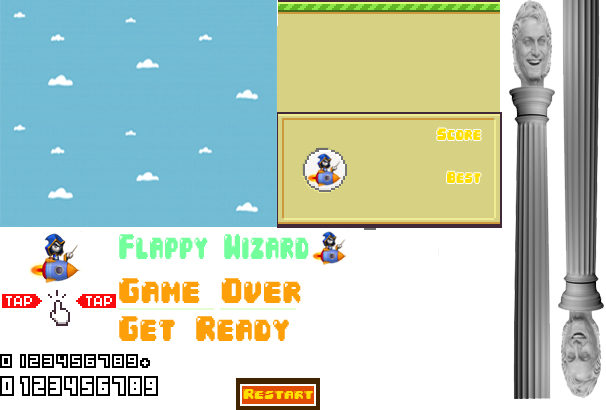 Score
Best
Flappy Wizard
TAP TAP
Game Over
Get Ready
0 123456789
0 123456789
Restart